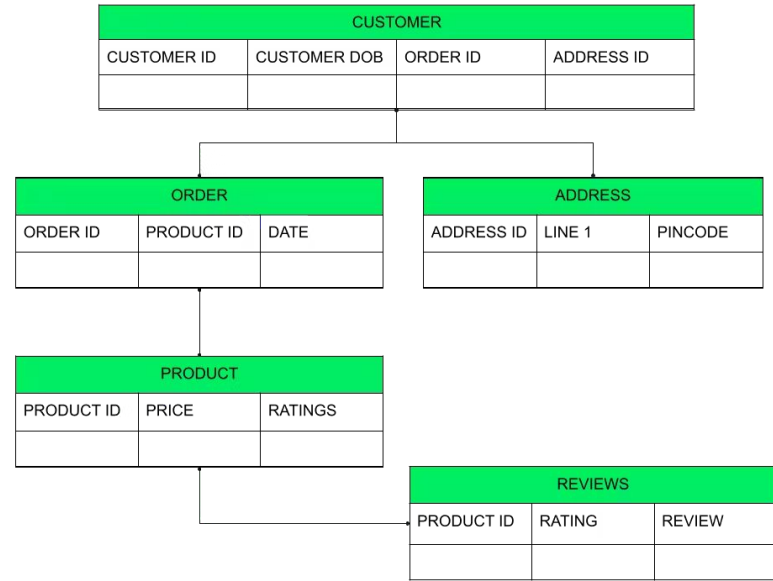 CUSTOMER
CUSTOMER ID CUSTOMER DOB ORDER ID ADDRESS ID
ORDER
ORDER ID PRODUCT ID DATE
ADDRESS
ADDRESS ID LINE 1 PINCODE
PRODUCT
PRODUCT ID PRICE RATINGS
REVIEWS
PRODUCT ID RATING REVIEW